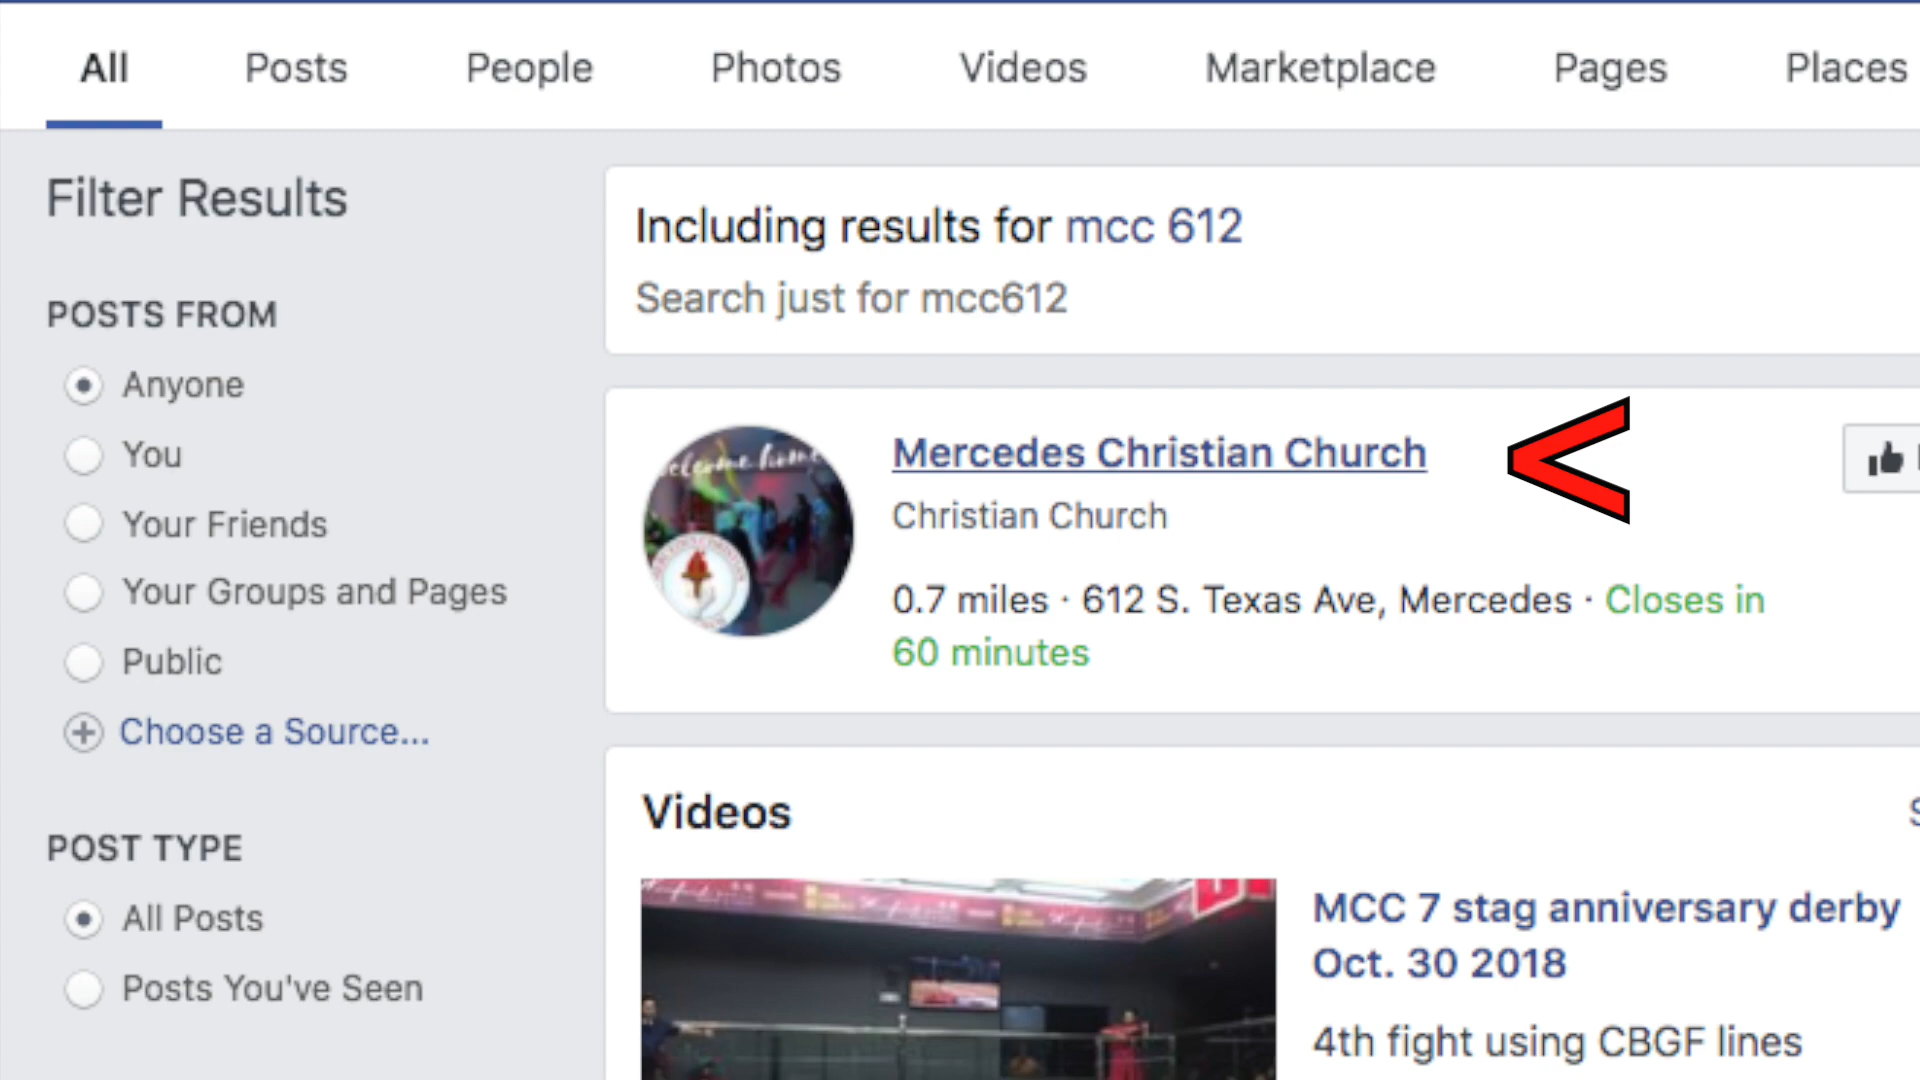 All Posts People Photos Videos Marketplace Pages Places
Filter Results
POSTS FROM
Anyone
You
Your Friends
Your Groups and Pages
Public
Choose a Source...
POST TYPE
All Posts
Posts You've Seen
Including results for mcc 612
Search just for mcc612
Mercedes Christian Church
Christian Church
0.7 miles · 612 S. Texas Ave, Mercedes · Closes in
60 minutes
Videos
MCC 7 stag anniversary derby
Oct. 30 2018
4th fight using CBGF lines